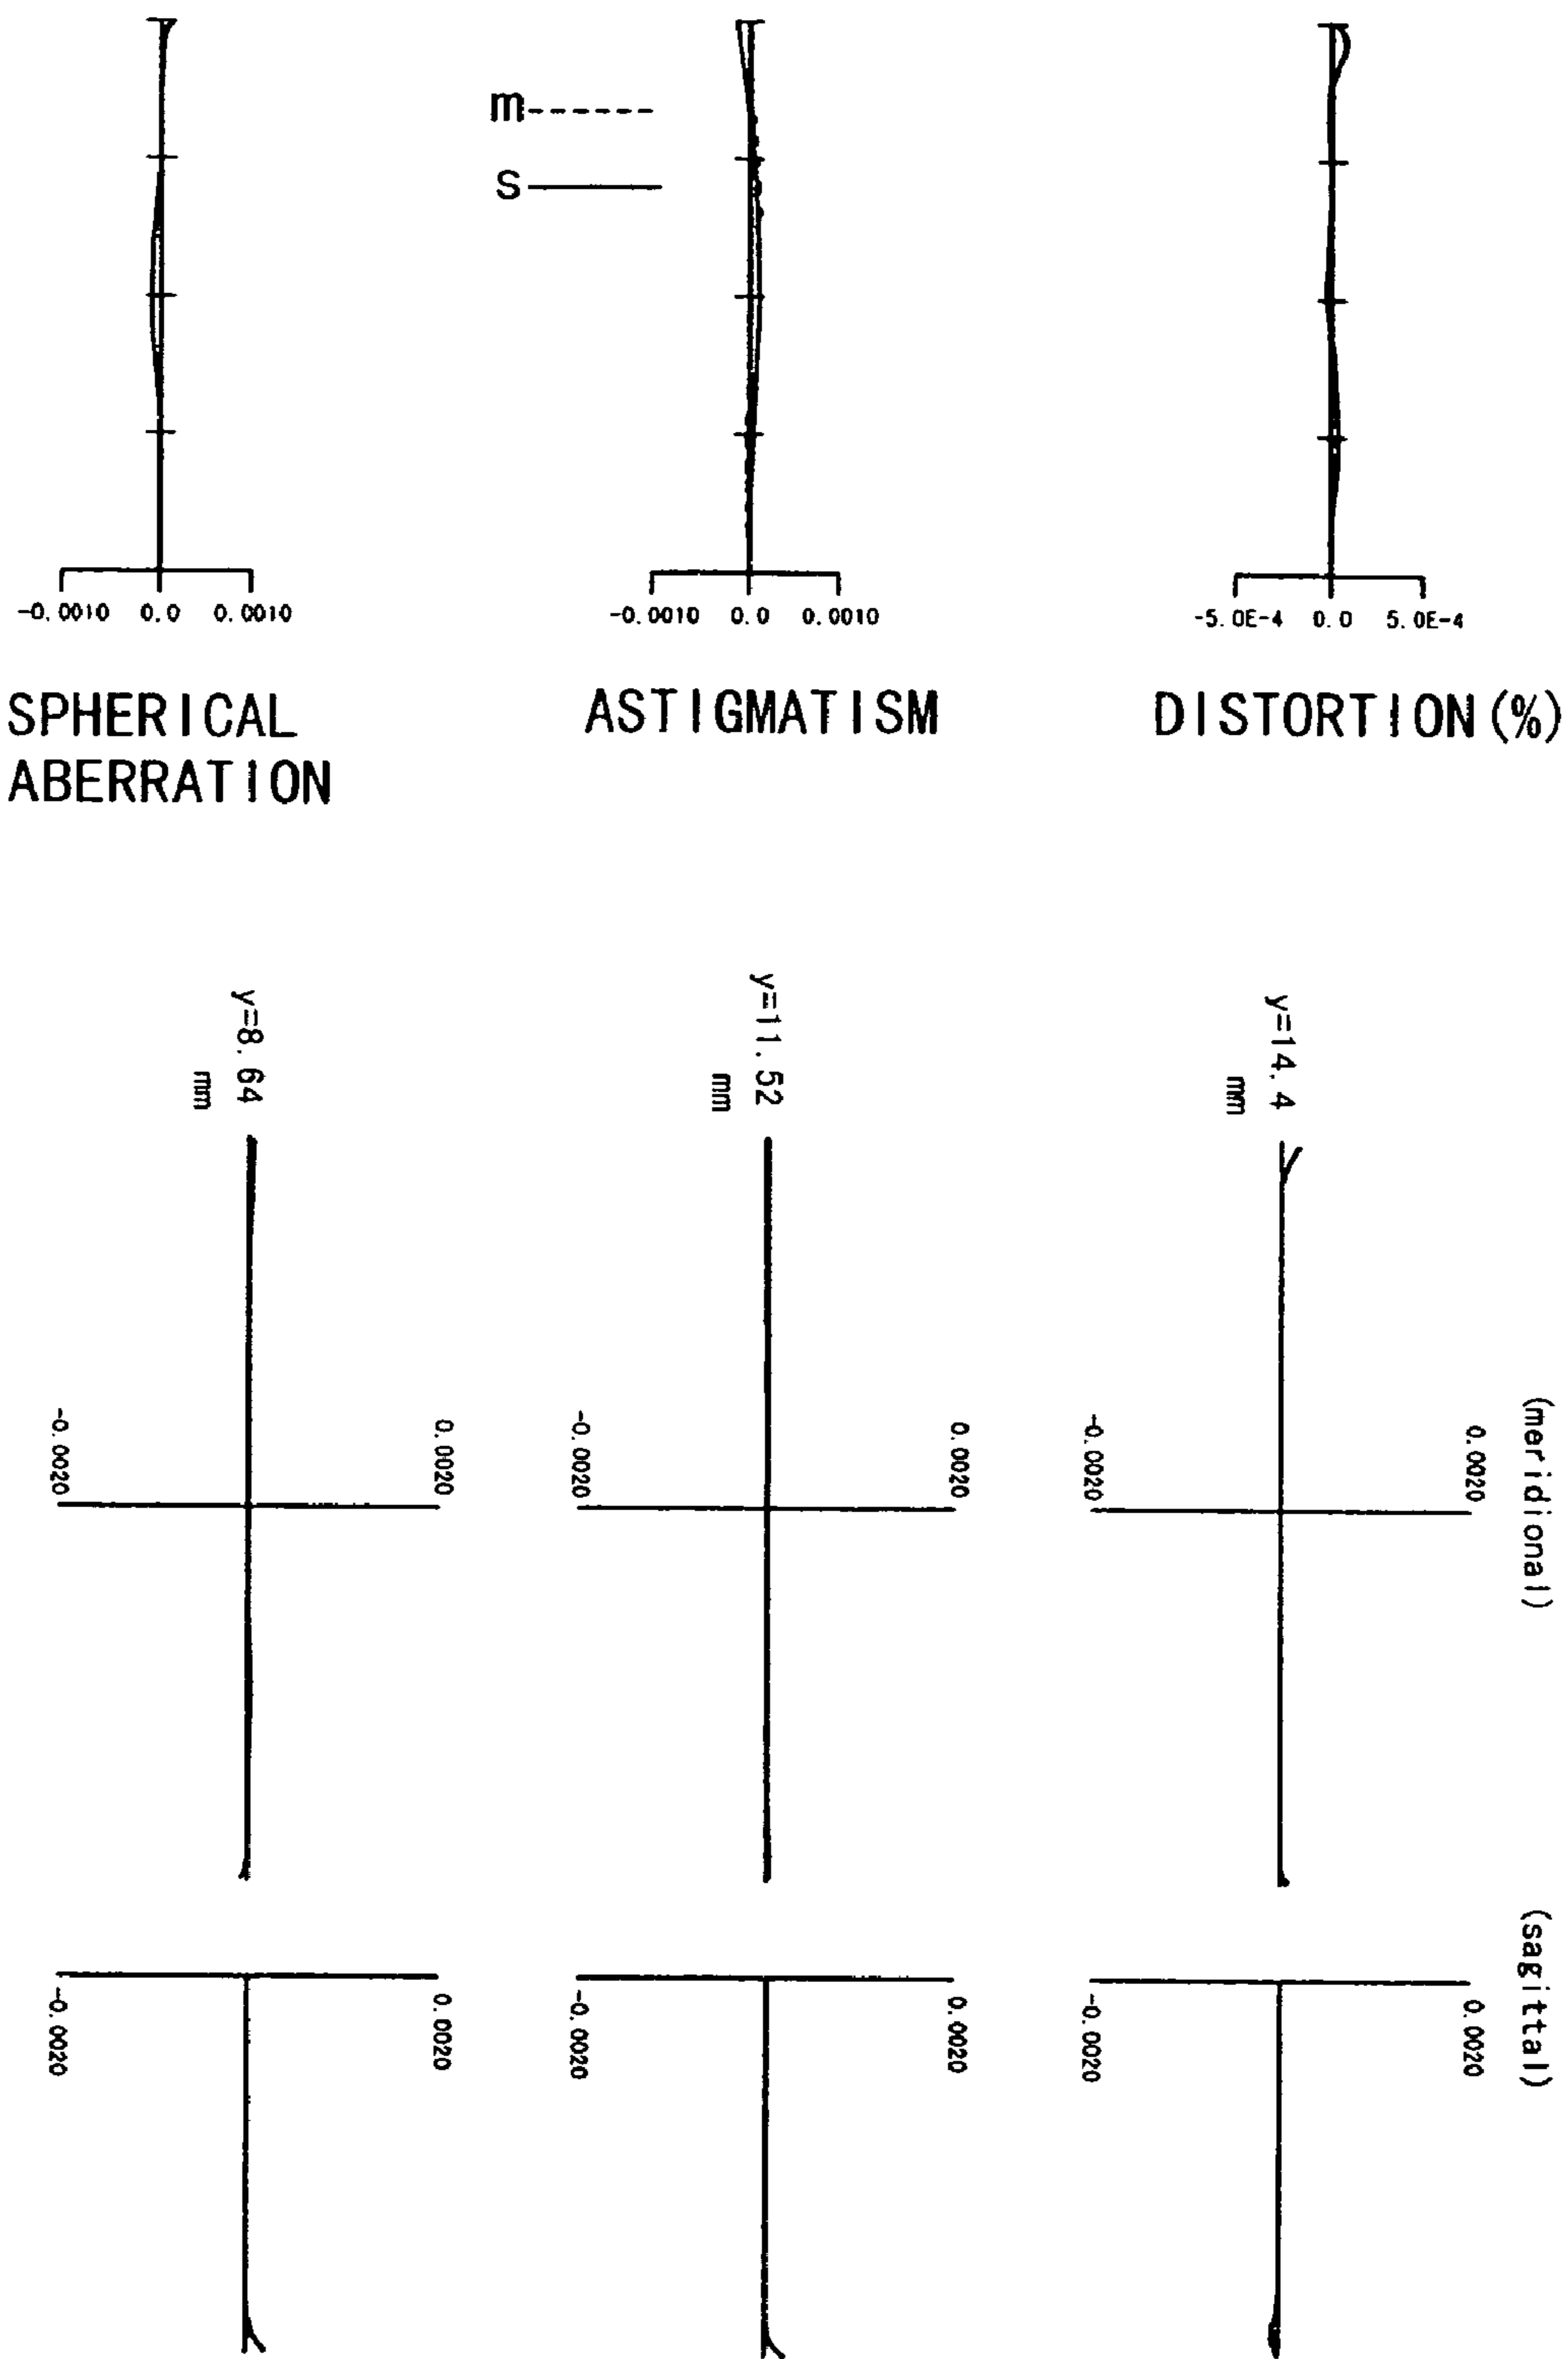 m
s
-0.0010 0.0 0.0010
-0.0010 0.0 0.0010
-5.0E-4 0.0 5.0E-4
SPHERICAL
ABERRATION
ASTIGMATISM
DISTORTION(%)
y=8.64
mm
y=11.52
mm
y=14.4
mm
-0.0020
0.0020
-0.0020
0.0020
-0.0020
0.0020
(meridional)
-0.0020
0.0020
-0.0020
0.0020
-0.0020
0.0020
(sagittal)